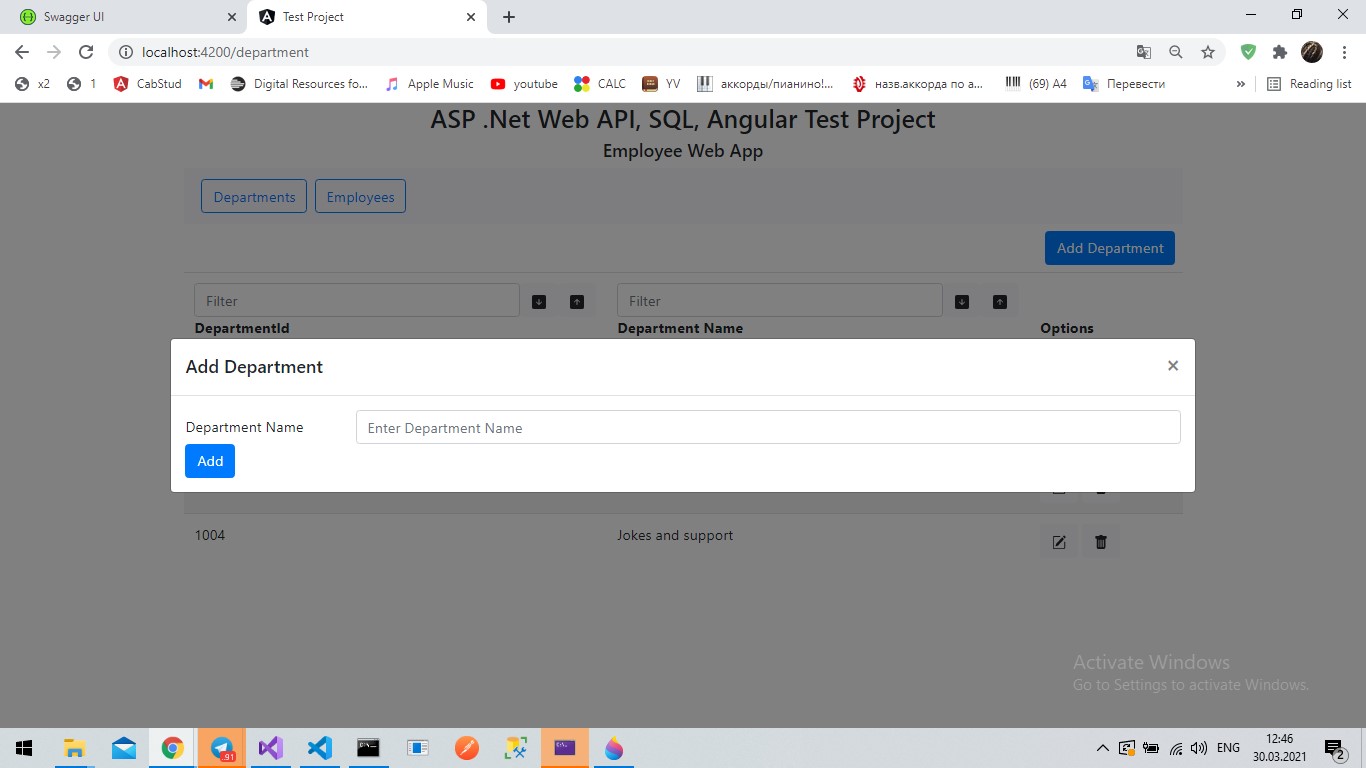 Swagger UI
Test Project
localhost:4200/department
x2
1
CabStud
Digital Resources fo...
Apple Music
youtube
CALC
YV
аккорды/пианино!...
назв.аккорда по а...
(69) A4
Перевести
Reading list
ASP .Net Web API, SQL, Angular Test Project
Employee Web App
Departments
Employees
Add Department
Filter
Filter
DepartmentId
Department Name
Options
Add Department
×
Department Name
Enter Department Name
Add
1004
Jokes and support
Activate Windows
Go to Settings to activate Windows.
91
ENG
12:46
30.03.2021
2